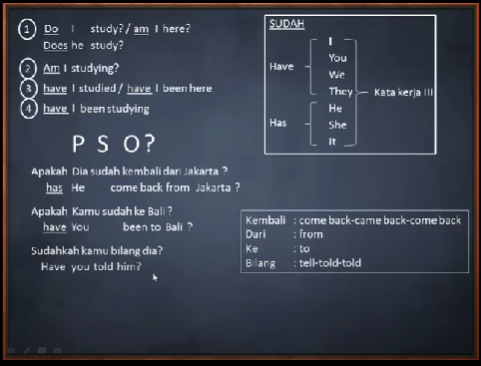 1 Do I study? / am I here?
Does he study?
2 Am I studying?
3 have I studied / have I been here
4 have I been studying
P S O?
Apakah Dia sudah kembali dari Jakarta ?
has He come back from Jakarta ?
Apakah Kamu sudah ke Bali ?
have You been to Bali ?
Sudahkah kamu bilang dia?
Have you told him?
SUDAH
Have
I
You
We
They
Has
He
She
It
Kata kerja III
Kembali : come back-came back-come back
Dari : from
Ke : to
Bilang : tell-told-told